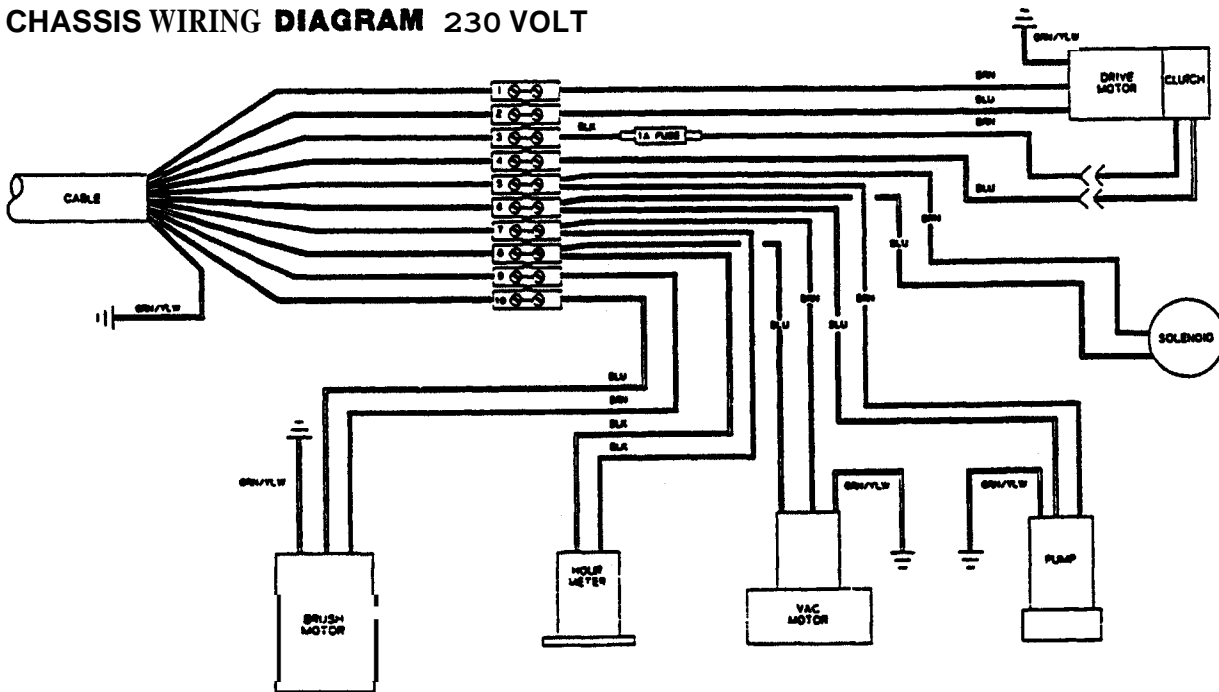 CHASSIS WIRING DIAGRAM 230 VOLT
GRN/YLW
DRIVE
MOTOR
CLUTCH
BRN
BLU
BRN
BLK
1A FUSE
BLU
CABLE
1
2
3
4
5
6
7
8
9
10
BRN
BLU
BRN
BRN
BLU
BLU
GRN/YLW
SOLENOID
BLU
BRN
BLK
BLK
GRN/YLW
GRN/YLW
GRN/YLW
BRUSH
MOTOR
HOUR
METER
VAC
MOTOR
PUMP